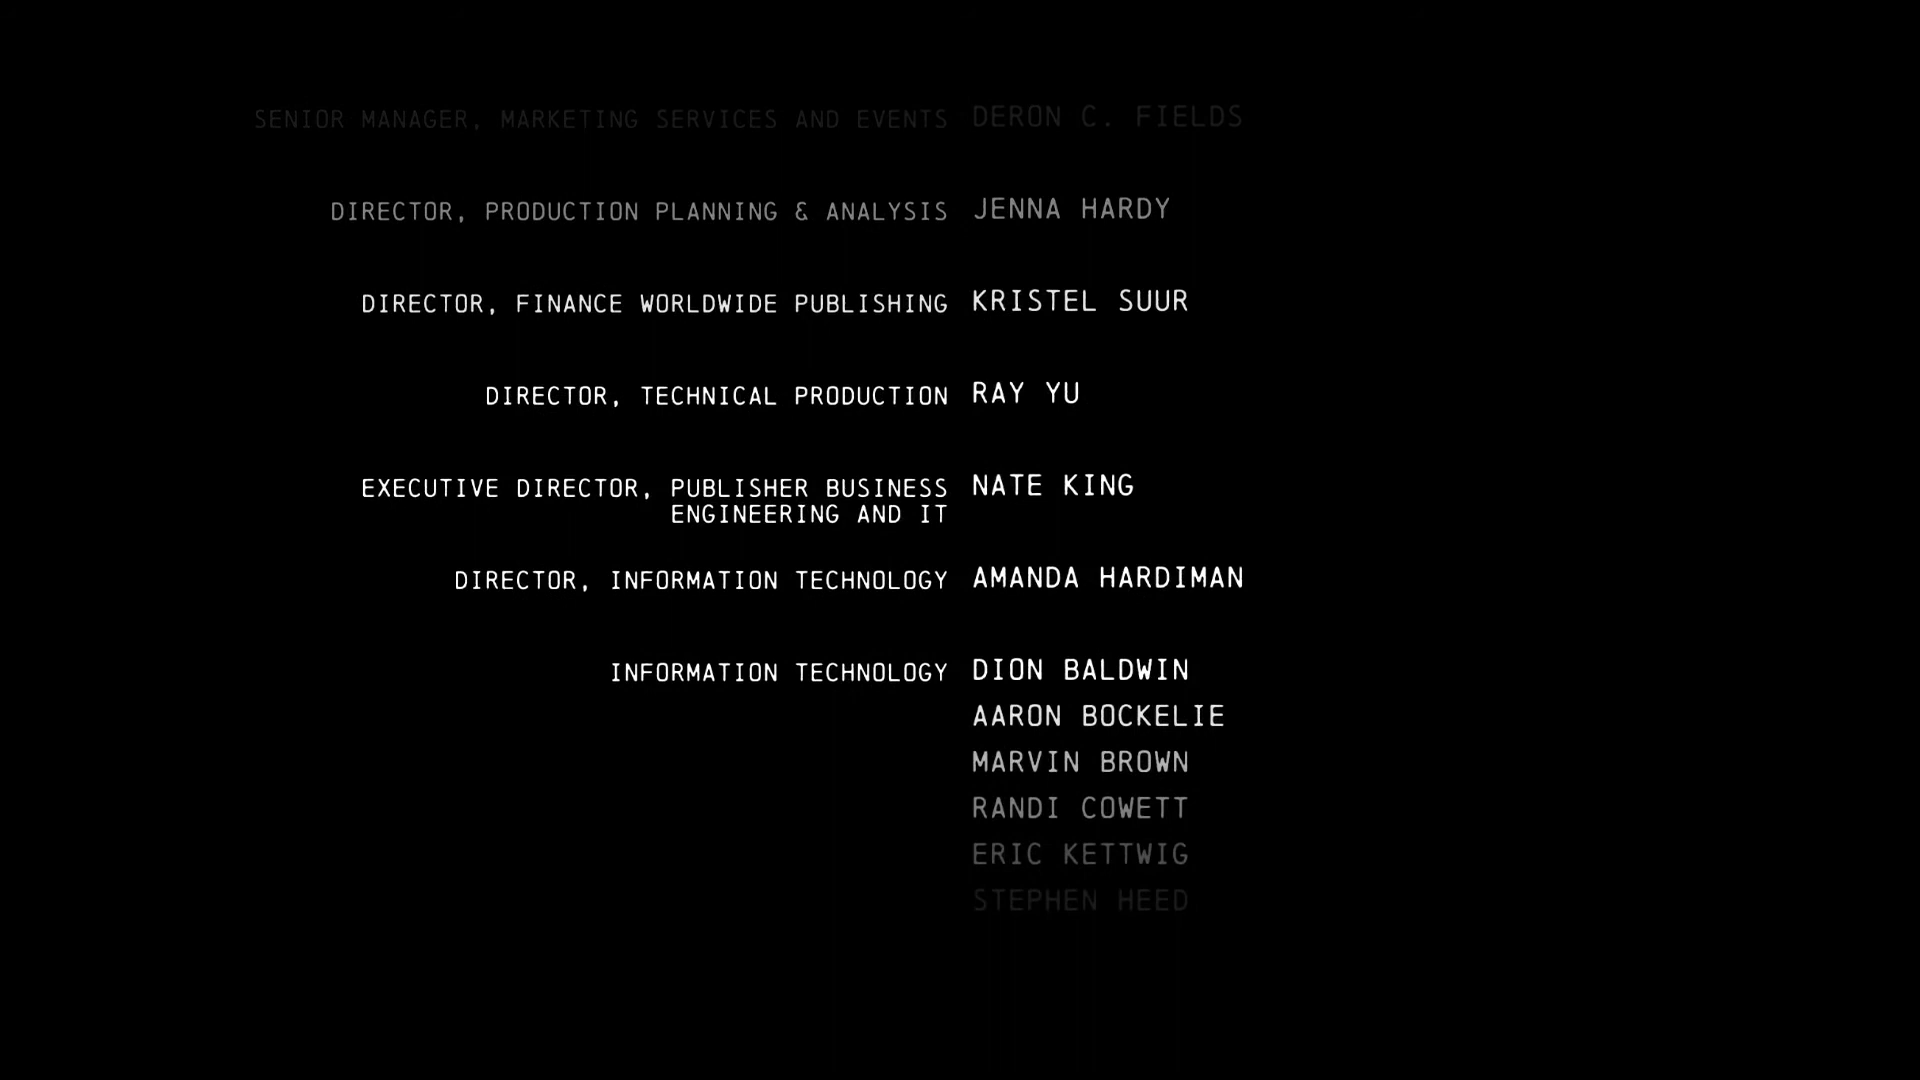 SENIOR MANAGER, MARKETING SERVICES AND EVENTS DERON C. FIELDS
DIRECTOR, PRODUCTION PLANNING & ANALYSIS JENNA HARDY
DIRECTOR, FINANCE WORLDWIDE PUBLISHING KRISTEL SUUR
DIRECTOR, TECHNICAL PRODUCTION RAY YU
EXECUTIVE DIRECTOR, PUBLISHER BUSINESS NATE KING
ENGINEERING AND IT
DIRECTOR, INFORMATION TECHNOLOGY AMANDA HARDIMAN
INFORMATION TECHNOLOGY DION BALDWIN
AARON BOCKELIE
MARVIN BROWN
RANDI COWETT
ERIC KETTWIG
STEPHEN HEED